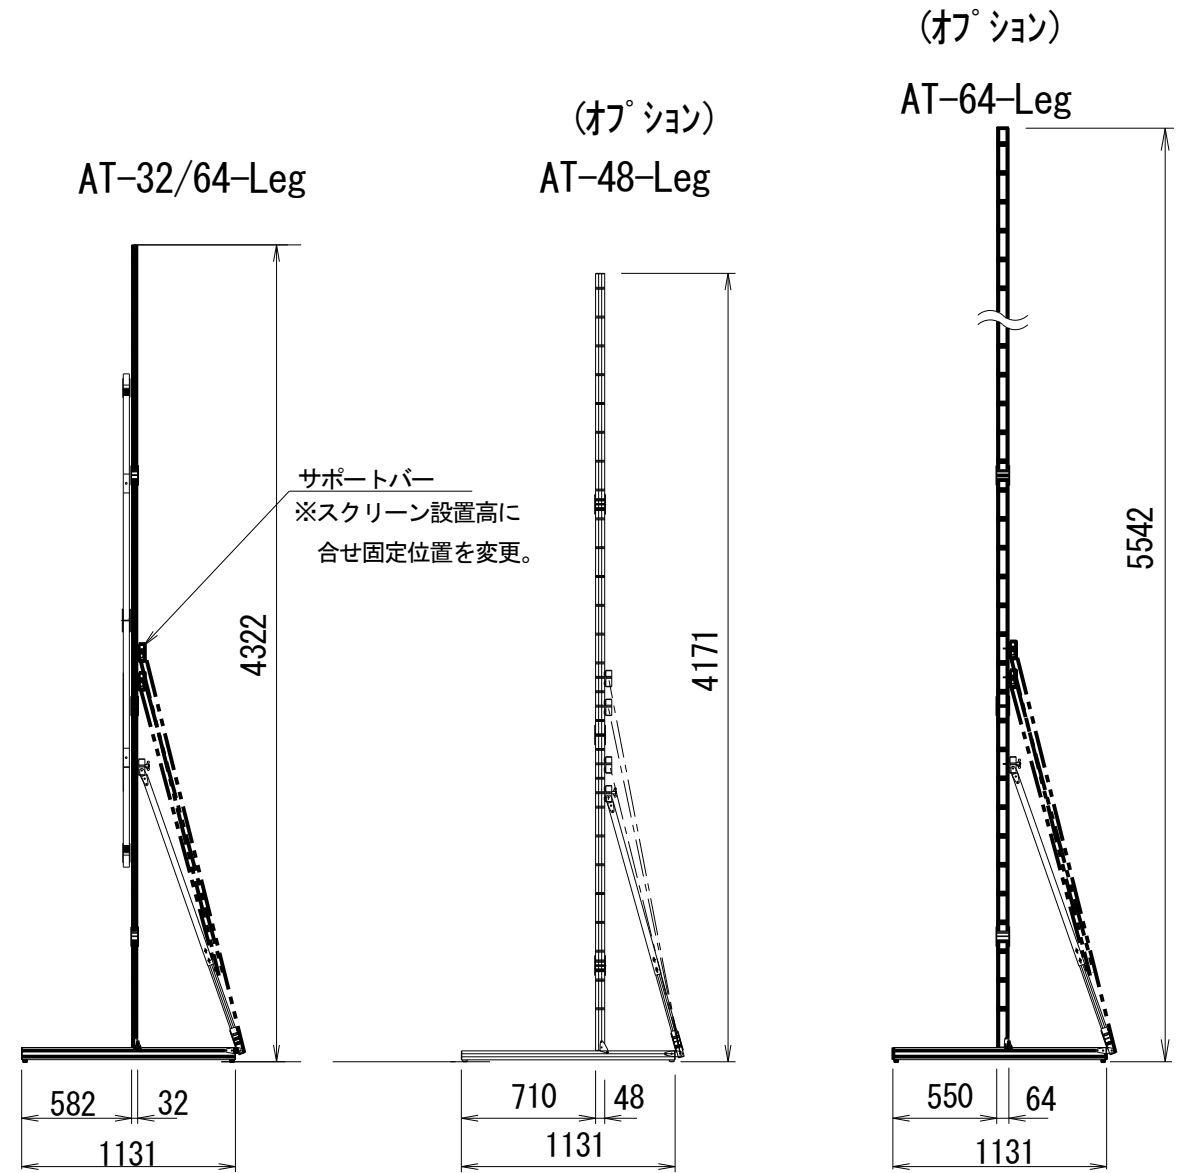 AT-32/64-Leg
サポートバー
※スクリーン設置高に
合せ固定位置を変更。
4322
582
32
1131
(オプション)
AT-48-Leg
4171
710
48
1131
(オプション)
AT-64-Leg
5542
550
64
1131